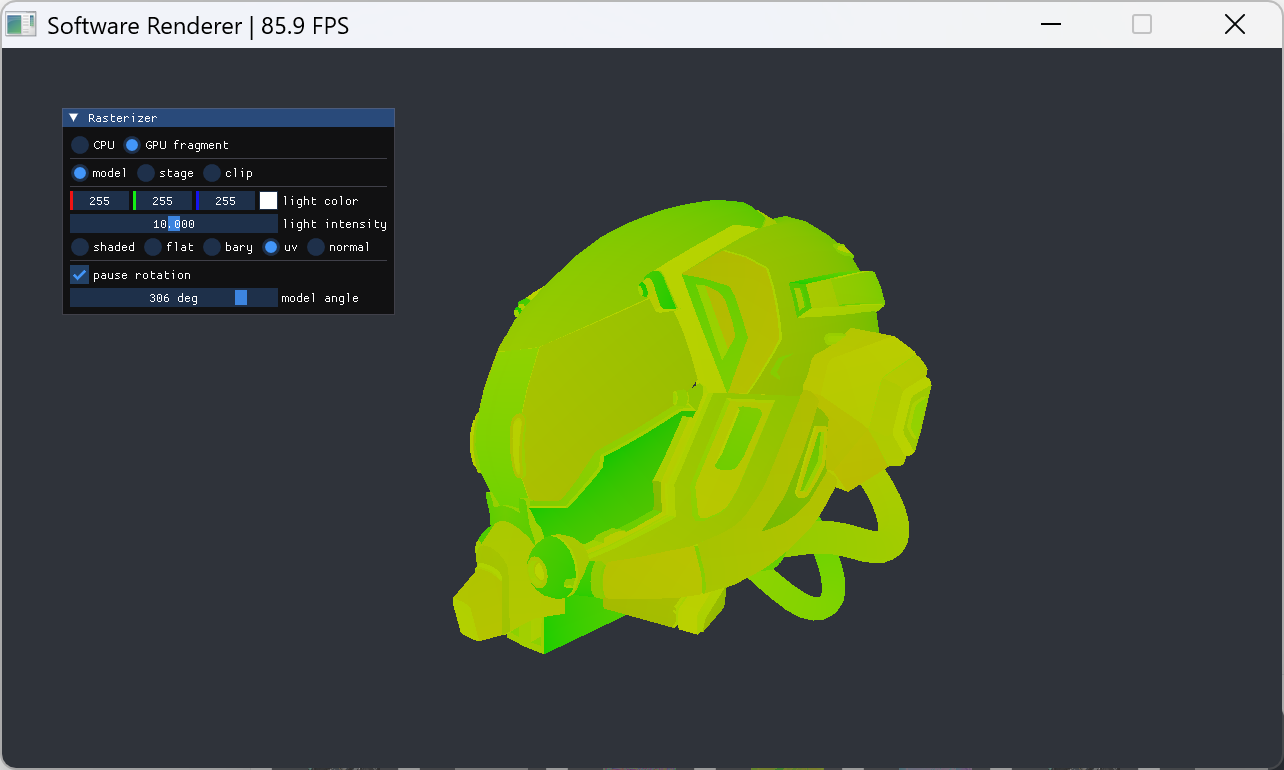 Software Renderer | 85.9 FPS
Rasterizer
CPU GPU fragment
model stage clip
255 255 255 light color
10.000 light intensity
shaded flat bary uv normal
pause rotation
306 deg model angle